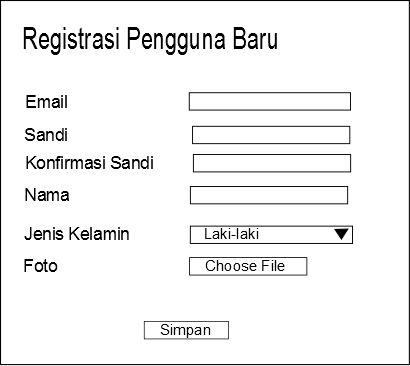 Registrasi Pengguna Baru
Email
Sandi
Konfirmasi Sandi
Nama
Jenis Kelamin Laki-laki
Foto Choose File
Simpan